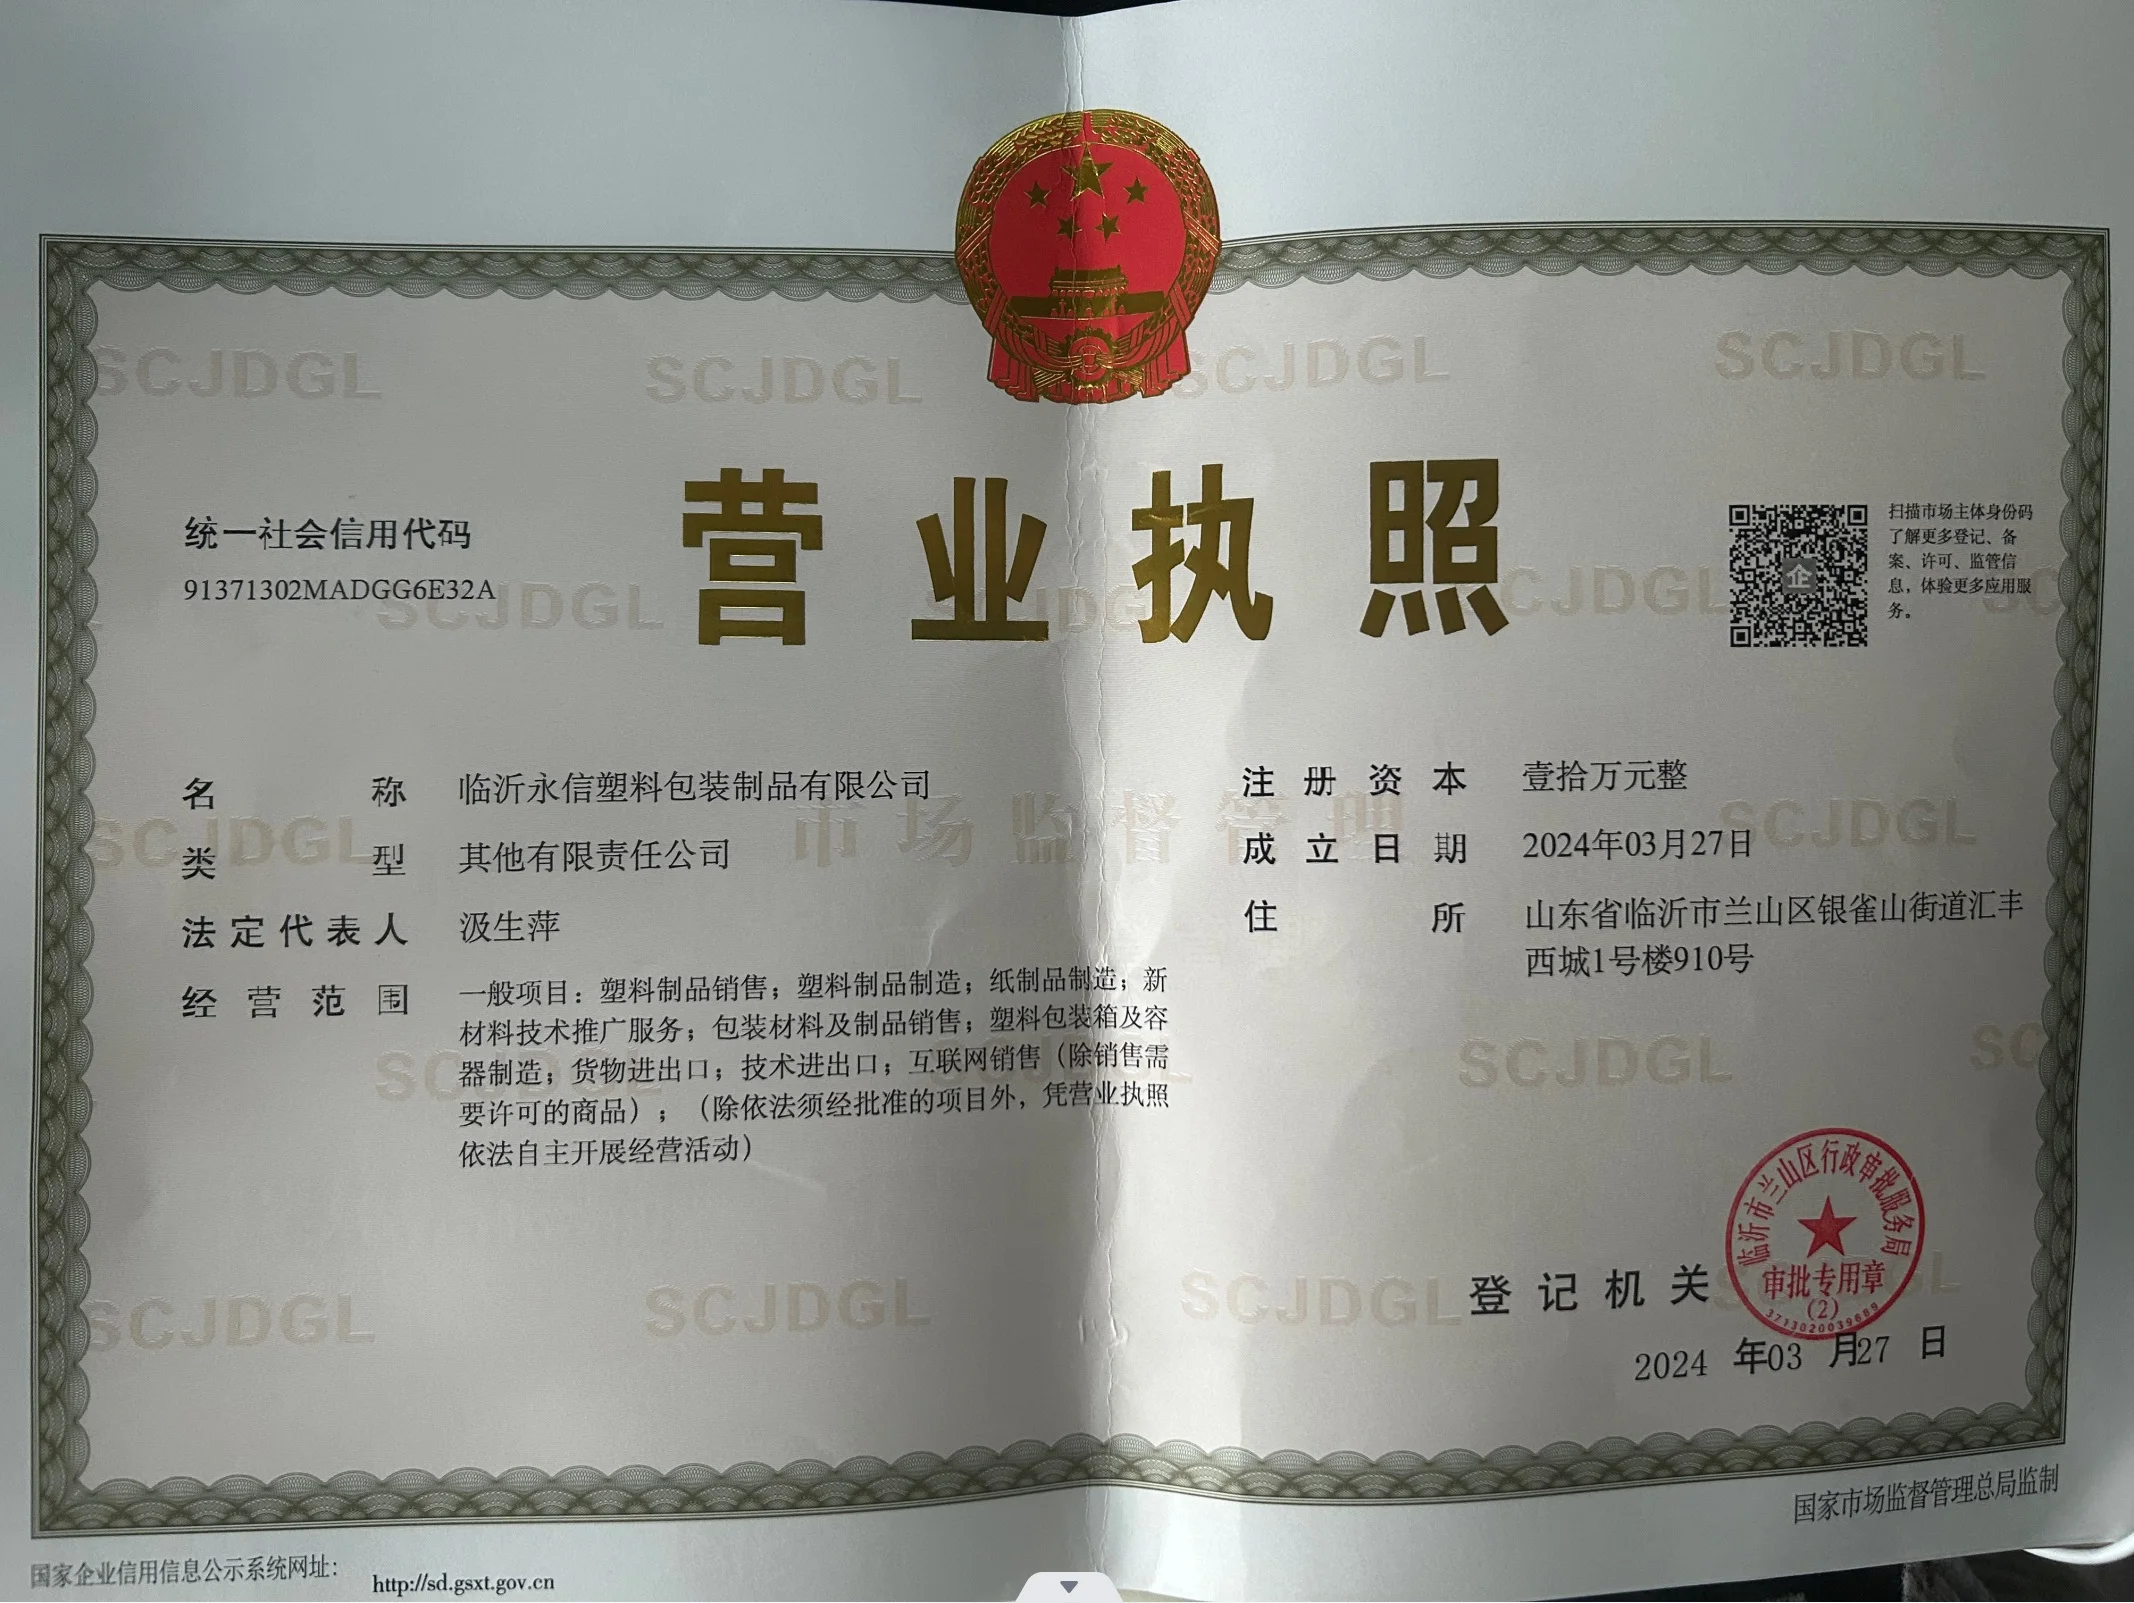 营业执照
统一社会信用代码
91371302MADGG6E32A
扫描市场主体身份码
了解更多登记、备
案、许可、监管信
息，体验更多应用服
务。
名称 临沂永信塑料包装制品有限公司
类型 其他有限责任公司
法定代表人 汲生萍
经营范围 一般项目：塑料制品销售；塑料制品制造；纸制品制造；新
材料技术推广服务；包装材料及制品销售；塑料包装箱及容
器制造；货物进出口；技术进出口；互联网销售（除销售需
要许可的商品）；（除依法须经批准的项目外，凭营业执照
依法自主开展经营活动）
注册资本 壹拾万元整
成立日期 2024年03月27日
住所 山东省临沂市兰山区银雀山街道汇丰
西城1号楼910号
登记机关
临沂市兰山区行政审批服务局
审批专用章
(2)
3713020039689
2024 年03 月27 日
国家企业信用信息公示系统网址：
http://sd.gsxt.gov.cn
国家市场监督管理总局监制
SCJDGL
SCJDGL
SCJDGL
SCJDGL
SCJDGL
市场监督管理